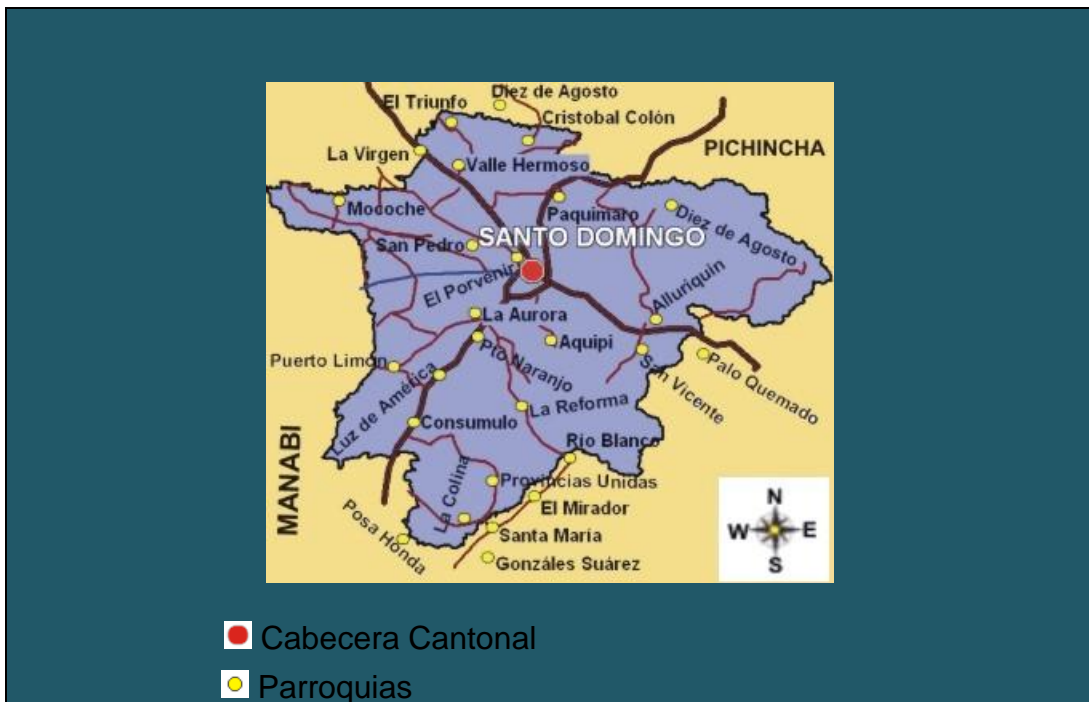 Diez de Agosto
El Triunfo
Cristobal Colón
La Virgen
PICHINCHA
Valle Hermoso
Mocoche
Paquimaro
Diez de Agosto
San Pedro
SANTO DOMINGO
El Porvenir
Alluriquín
La Aurora
Aquipi
Pto Naranjo
San Vicente
Palo Quemado
Puerto Limón
Luz de América
La Reforma
Consumulo
Rio Blanco
MANABI
La Colina
Provincias Unidas
El Mirador
Posa Honda
Santa María
Gonzáles Suárez
N
W
E
S
Cabecera Cantonal
Parroquias